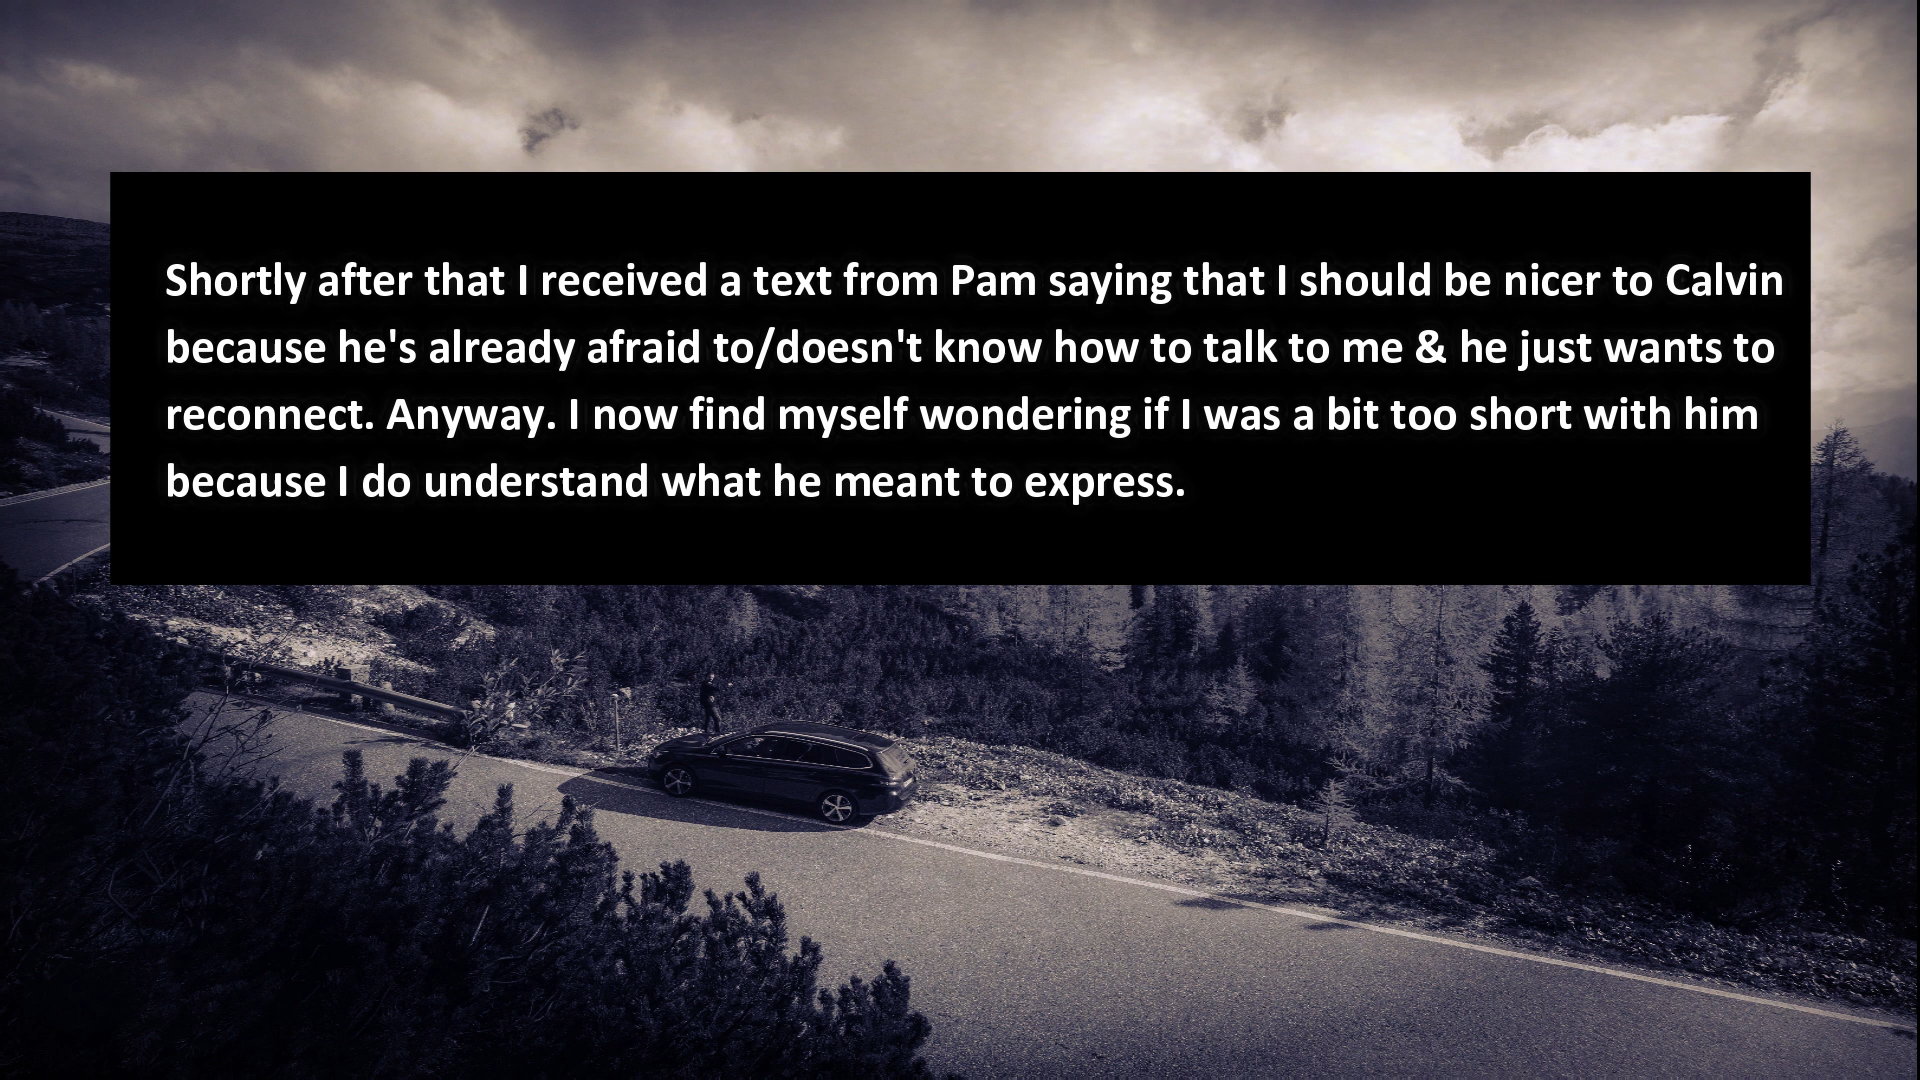 Shortly after that I received a text from Pam saying that I should be nicer to Calvin
because he's already afraid to/doesn't know how to talk to me & he just wants to
reconnect. Anyway. I now find myself wondering if I was a bit too short with him
because I do understand what he meant to express.